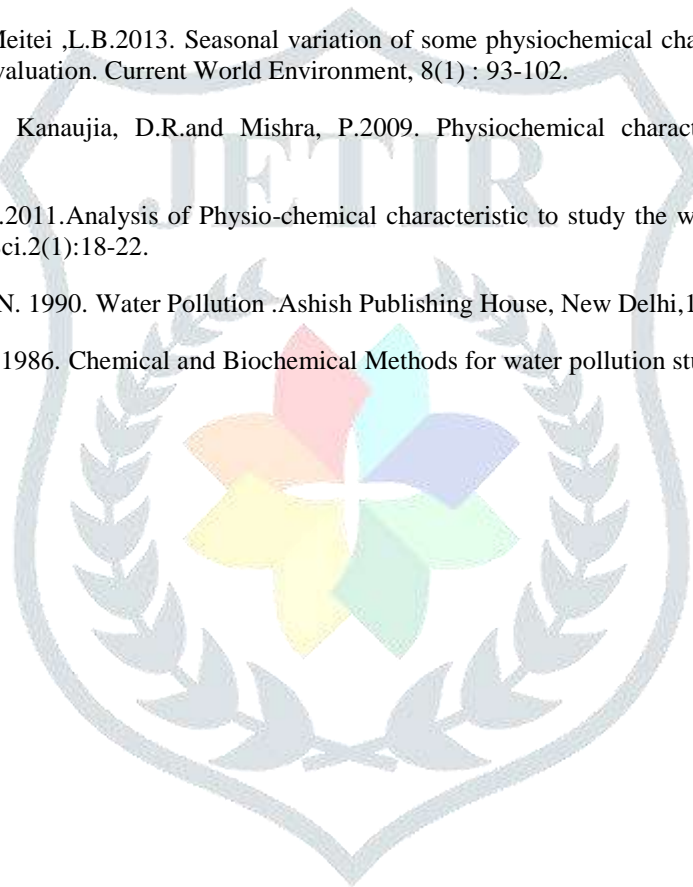 Meitei ,L.B.2013. Seasonal variation of some physiochemical cha
valuation. Current World Environment, 8(1) : 93-102.
Kanaujia, D.R.and Mishra, P.2009. Physiochemical charact
JETIR
.2011.Analysis of Physio-chemical characteristic to study the w
ci.2(1):18-22.
N. 1990. Water Pollution .Ashish Publishing House, New Delhi,1
1986. Chemical and Biochemical Methods for water pollution stu